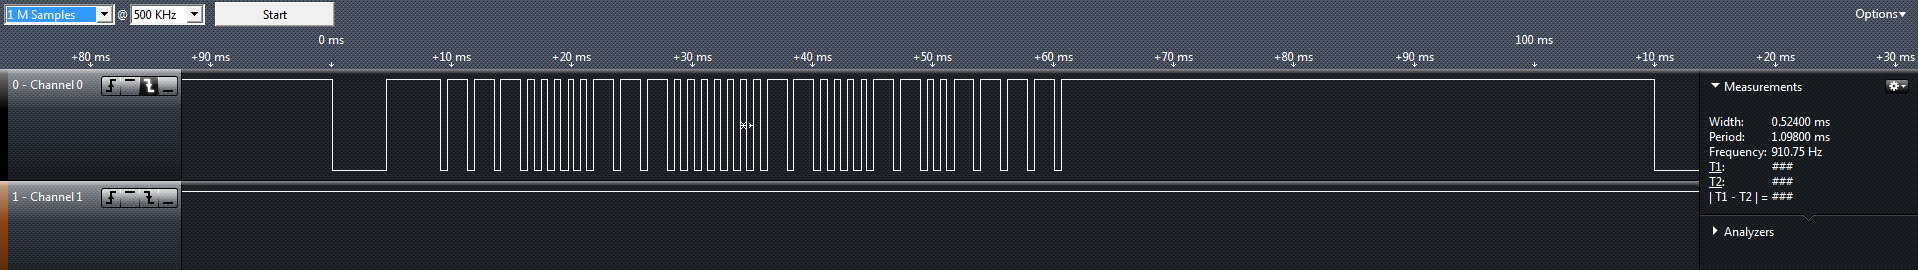 1 M Samples @ 500 KHz Start Options
0 ms 100 ms
+80 ms +90 ms +10 ms +20 ms +30 ms +40 ms +50 ms +60 ms +70 ms +80 ms +90 ms +10 ms +20 ms +30 ms
0 - Channel 0
Measurements
Width: 0.52400 ms
Period: 1.09800 ms
Frequency: 910.75 Hz
T1: ###
T2: ###
| T1 - T2 | = ###
1 - Channel 1
Analyzers